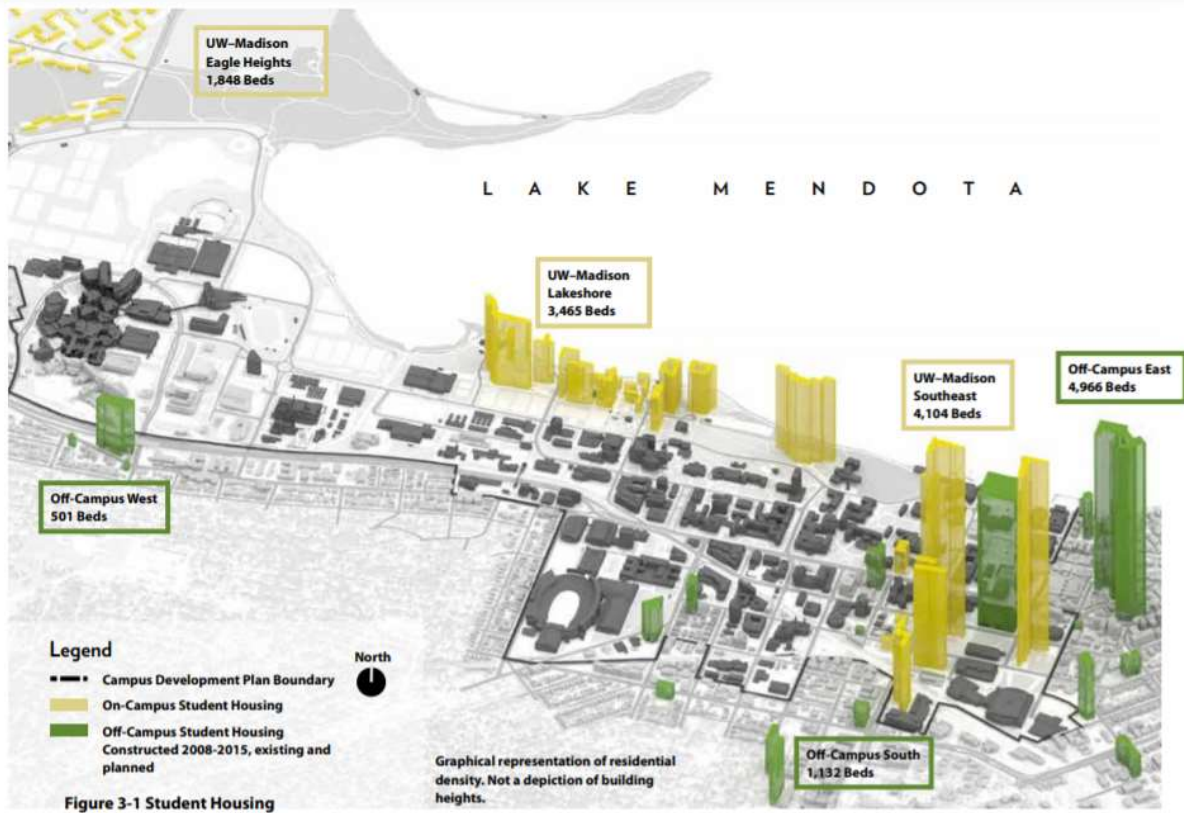 UW–Madison
Eagle Heights
1,848 Beds
L A K E M E N D O T A
UW–Madison
Lakeshore
3,465 Beds
UW–Madison
Southeast
4,104 Beds
Off-Campus East
4,966 Beds
Off-Campus West
501 Beds
Off-Campus South
1,132 Beds
Legend
Campus Development Plan Boundary
On-Campus Student Housing
Off-Campus Student Housing
Constructed 2008-2015, existing and
planned
North
Graphical representation of residential
density. Not a depiction of building
heights.
Figure 3-1 Student Housing